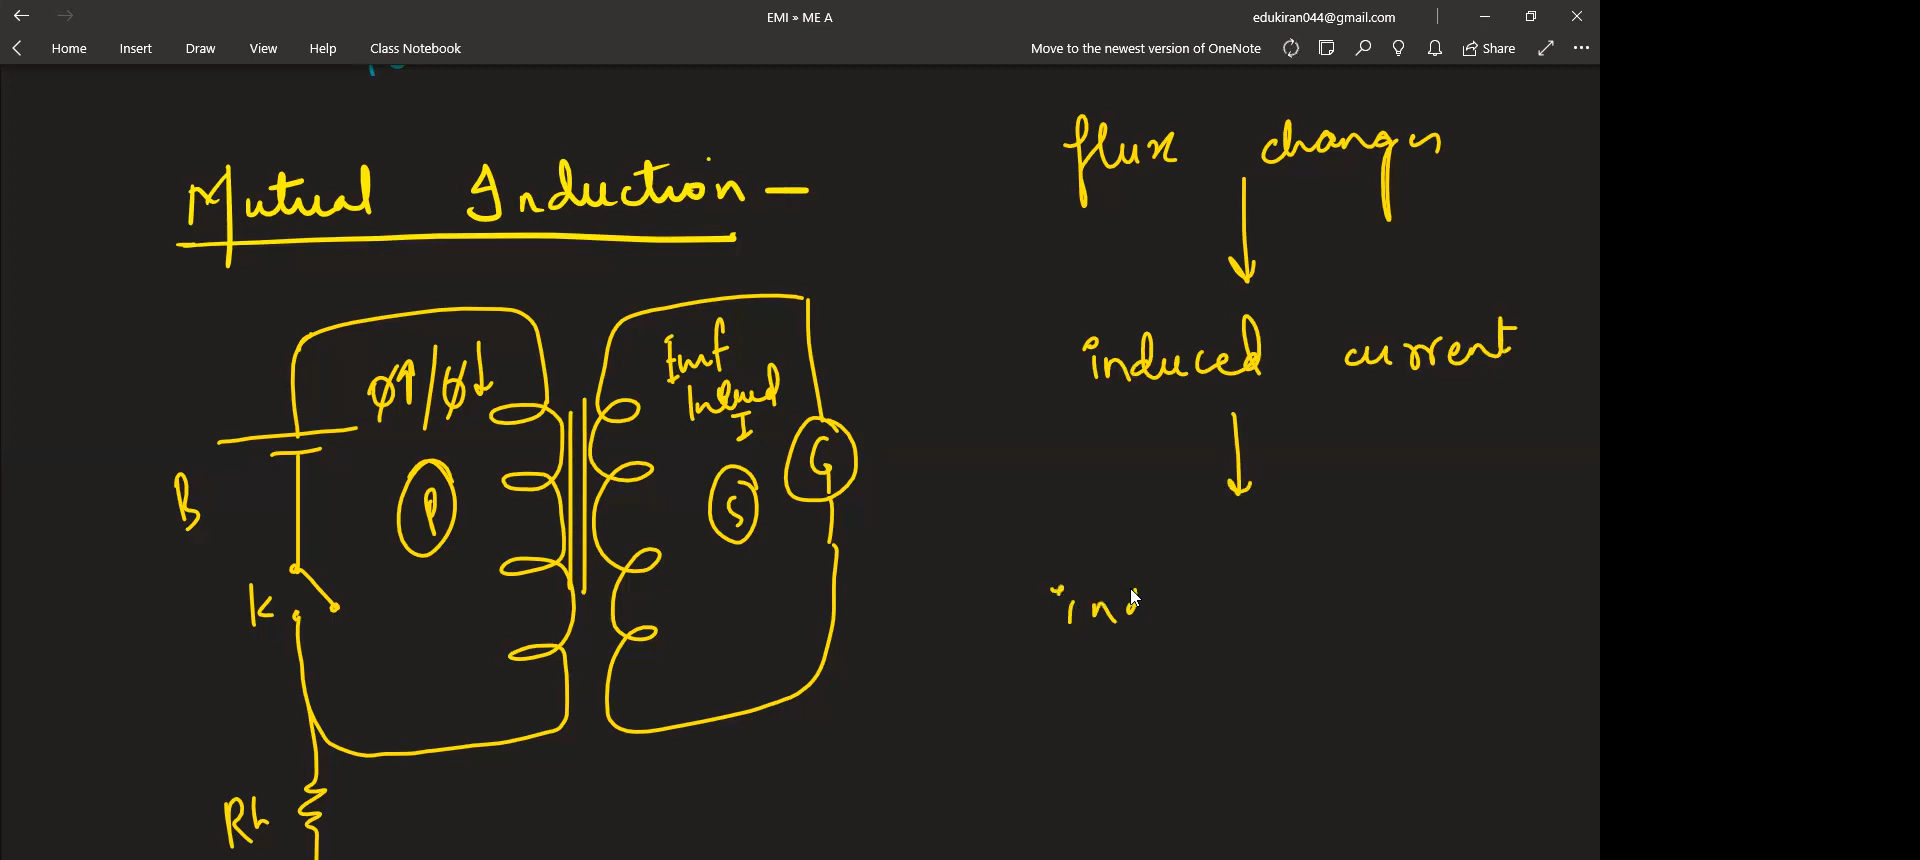 EMI » ME A
edukiran044@gmail.com
Home Insert Draw View Help Class Notebook
Move to the newest version of OneNote Share
Mutual Induction —
flux changes
induced current
ind
ϕ↑/ϕ↓
Emf
Induced
I
B
P
S
G
K
Rh